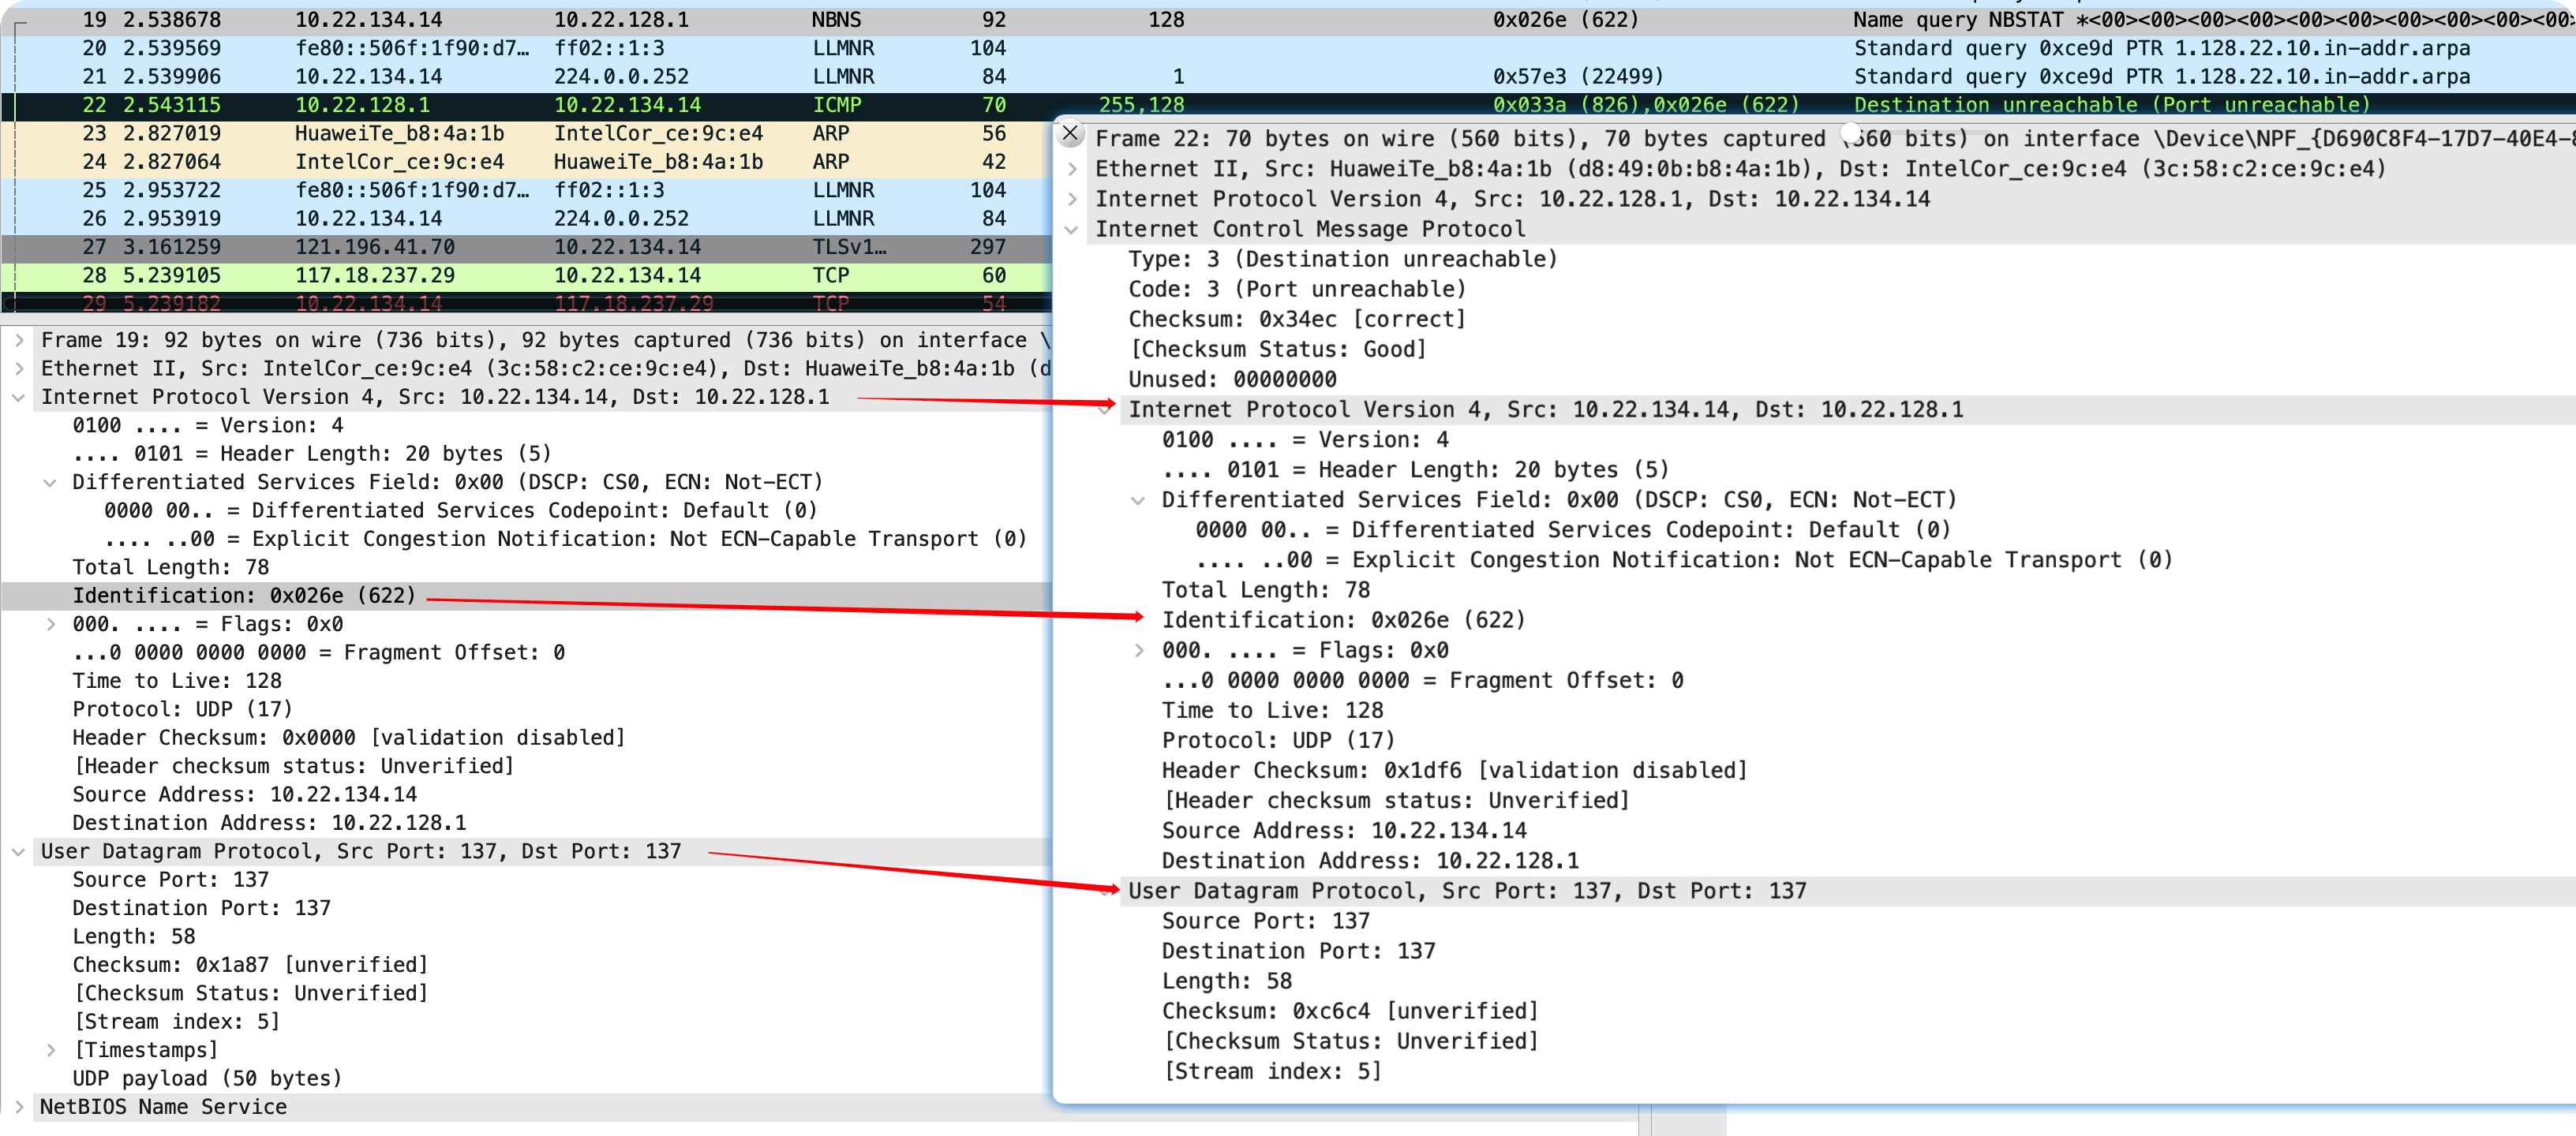 19 2.538678 10.22.134.14 10.22.128.1 NBNS 92 128 0x026e (622) Name query NBSTAT *<00><00><00><00><00><00><00><00><00><00><00
20 2.539569 fe80::506f:1f90:d7… ff02::1:3 LLMNR 104 Standard query 0xce9d PTR 1.128.22.10.in-addr.arpa
21 2.539906 10.22.134.14 224.0.0.252 LLMNR 84 1 0x57e3 (22499) Standard query 0xce9d PTR 1.128.22.10.in-addr.arpa
22 2.543115 10.22.128.1 10.22.134.14 ICMP 70 255,128 0x033a (826),0x026e (622) Destination unreachable (Port unreachable)
23 2.827019 HuaweiTe_b8:4a:1b IntelCor_ce:9c:e4 ARP 56
24 2.827064 IntelCor_ce:9c:e4 HuaweiTe_b8:4a:1b ARP 42
25 2.953722 fe80::506f:1f90:d7… ff02::1:3 LLMNR 104
26 2.953919 10.22.134.14 224.0.0.252 LLMNR 84
27 3.161259 121.196.41.70 10.22.134.14 TLSv1… 297
28 5.239105 117.18.237.29 10.22.134.14 TCP 60
29 5.239182 10.22.134.14 117.18.237.29 TCP 54
Frame 19: 92 bytes on wire (736 bits), 92 bytes captured (736 bits) on interface \
Ethernet II, Src: IntelCor_ce:9c:e4 (3c:58:c2:ce:9c:e4), Dst: HuaweiTe_b8:4a:1b (d
Internet Protocol Version 4, Src: 10.22.134.14, Dst: 10.22.128.1
0100 .... = Version: 4
.... 0101 = Header Length: 20 bytes (5)
Differentiated Services Field: 0x00 (DSCP: CS0, ECN: Not-ECT)
0000 00.. = Differentiated Services Codepoint: Default (0)
.... ..00 = Explicit Congestion Notification: Not ECN-Capable Transport (0)
Total Length: 78
Identification: 0x026e (622)
000. .... = Flags: 0x0
...0 0000 0000 0000 = Fragment Offset: 0
Time to Live: 128
Protocol: UDP (17)
Header Checksum: 0x0000 [validation disabled]
[Header checksum status: Unverified]
Source Address: 10.22.134.14
Destination Address: 10.22.128.1
User Datagram Protocol, Src Port: 137, Dst Port: 137
Source Port: 137
Destination Port: 137
Length: 58
Checksum: 0x1a87 [unverified]
[Checksum Status: Unverified]
[Stream index: 5]
[Timestamps]
UDP payload (50 bytes)
NetBIOS Name Service
Frame 22: 70 bytes on wire (560 bits), 70 bytes captured (560 bits) on interface \Device\NPF_{D690C8F4-17D7-40E4-8
Ethernet II, Src: HuaweiTe_b8:4a:1b (d8:49:0b:b8:4a:1b), Dst: IntelCor_ce:9c:e4 (3c:58:c2:ce:9c:e4)
Internet Protocol Version 4, Src: 10.22.128.1, Dst: 10.22.134.14
Internet Control Message Protocol
Type: 3 (Destination unreachable)
Code: 3 (Port unreachable)
Checksum: 0x34ec [correct]
[Checksum Status: Good]
Unused: 00000000
Internet Protocol Version 4, Src: 10.22.134.14, Dst: 10.22.128.1
0100 .... = Version: 4
.... 0101 = Header Length: 20 bytes (5)
Differentiated Services Field: 0x00 (DSCP: CS0, ECN: Not-ECT)
0000 00.. = Differentiated Services Codepoint: Default (0)
.... ..00 = Explicit Congestion Notification: Not ECN-Capable Transport (0)
Total Length: 78
Identification: 0x026e (622)
000. .... = Flags: 0x0
...0 0000 0000 0000 = Fragment Offset: 0
Time to Live: 128
Protocol: UDP (17)
Header Checksum: 0x1df6 [validation disabled]
[Header checksum status: Unverified]
Source Address: 10.22.134.14
Destination Address: 10.22.128.1
User Datagram Protocol, Src Port: 137, Dst Port: 137
Source Port: 137
Destination Port: 137
Length: 58
Checksum: 0xc6c4 [unverified]
[Checksum Status: Unverified]
[Stream index: 5]